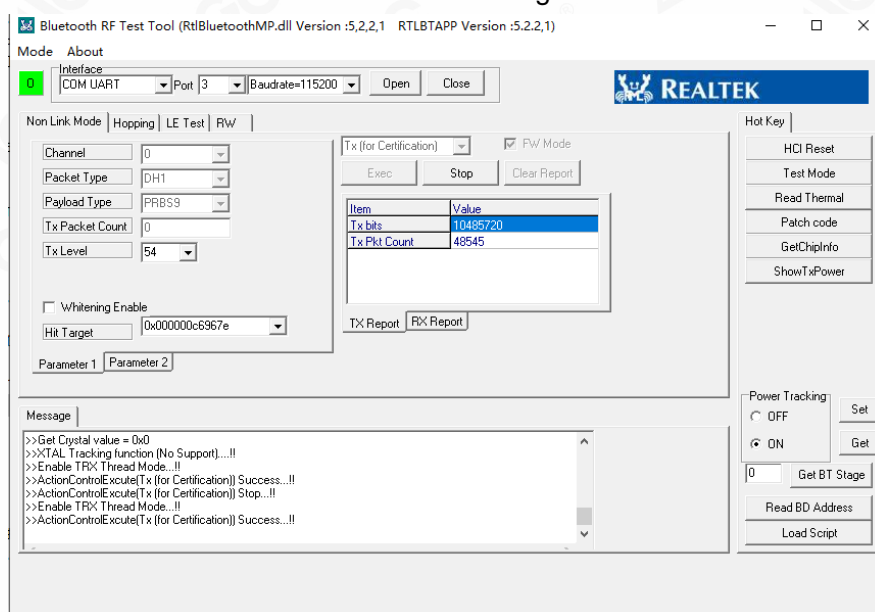 Bluetooth RF Test Tool (RtlBluetoothMP.dll Version :5,2,2,1 RTLBTAPP Version :5.2.2,1)
Mode About
Interface
0 COM UART Port 3 Baudrate=115200 Open Close
REALTEK
Non Link Mode Hopping LE Test RW
Hot Key
Channel 0
Packet Type DH1
Payload Type PRBS9
Tx Packet Count 0
Tx Level 54
Whitening Enable
Hit Target 0x000000c6967e
Parameter 1 Parameter 2
Tx (for Certification) FW Mode
Exec Stop Clear Report
Item Value
Tx bits 10485720
Tx Pkt Count 48545
TX Report RX Report
HCI Reset
Test Mode
Read Thermal
Patch code
GetChipInfo
ShowTxPower
Power Tracking
OFF Set
ON Get
0 Get BT Stage
Read BD Address
Load Script
Message
>>Get Crystal value = 0x0
>>XTAL Tracking function (No Support)....!!
>>Enable TRX Thread Mode...!!
>>ActionControlExcute(Tx (for Certification)) Success...!!
>>ActionControlExcute(Tx (for Certification)) Stop...!!
>>Enable TRX Thread Mode...!!
>>ActionControlExcute(Tx (for Certification)) Success...!!